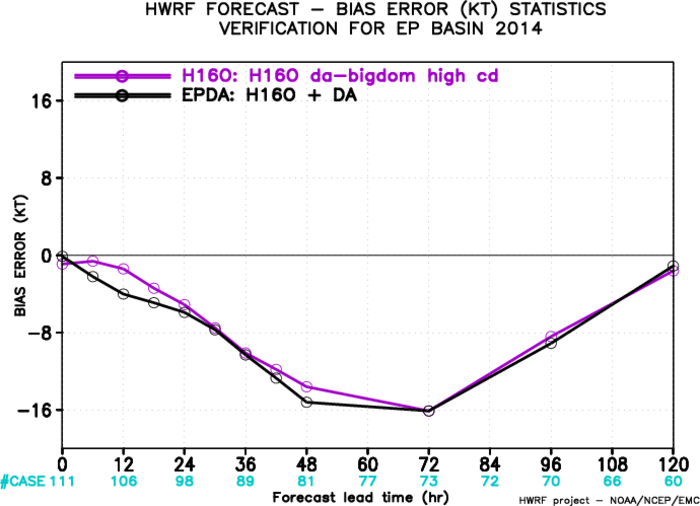 HWRF FORECAST – BIAS ERROR (KT) STATISTICS
VERIFICATION FOR EP BASIN 2014
H16O: H16O da–bigdom high cd
EPDA: H16O + DA
16
8
0
−8
−16
BIAS ERROR (KT)
0 12 24 36 48 60 72 84 96 108 120
#CASE 111 106 98 89 81 77 73 72 70 66 60
Forecast lead time (hr)
HWRF project – NOAA/NCEP/EMC